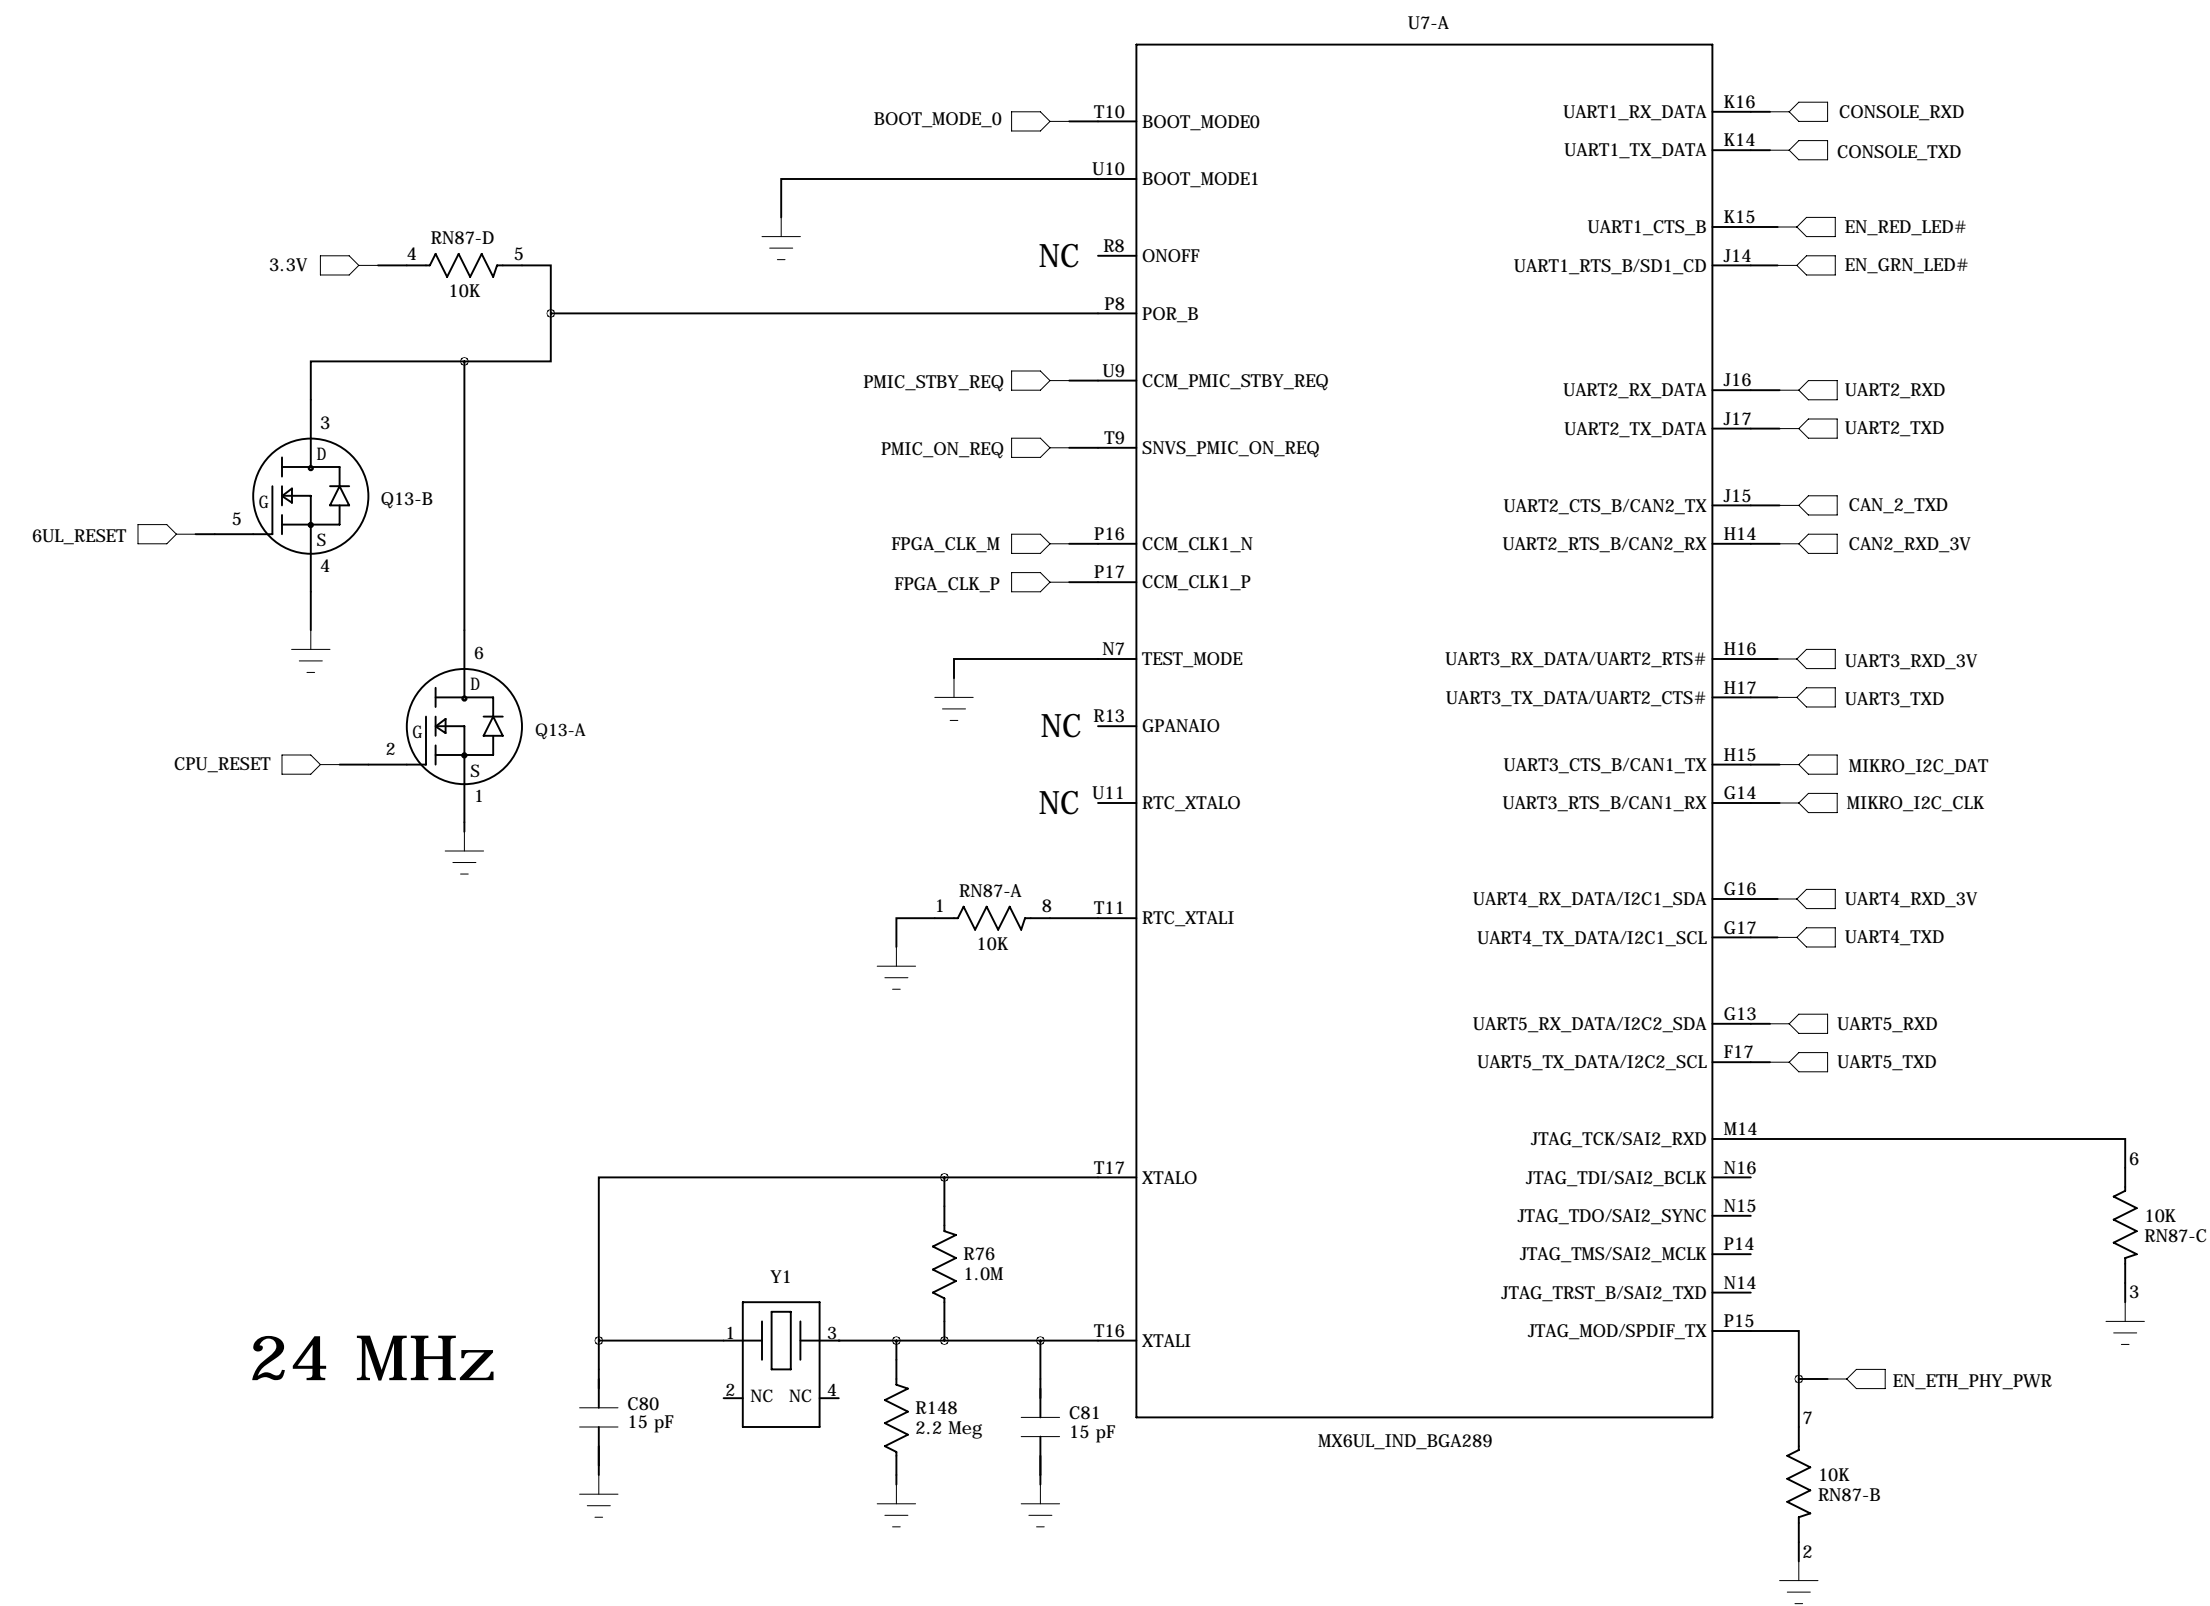 U7-A
BOOT_MODE_0 T10 BOOT_MODE0
U10 BOOT_MODE1
NC R8 ONOFF
3.3V 4 RN87-D 5
10K
P8 POR_B
PMIC_STBY_REQ U9 CCM_PMIC_STBY_REQ
PMIC_ON_REQ T9 SNVS_PMIC_ON_REQ
3
D
G
Q13-B
6UL_RESET 5
S
4
FPGA_CLK_M P16 CCM_CLK1_N
FPGA_CLK_P P17 CCM_CLK1_P
6
D
G
Q13-A
CPU_RESET 2
S
1
N7 TEST_MODE
NC R13 GPANAIO
NC U11 RTC_XTALO
RN87-A
1 8 T11 RTC_XTALI
10K
T17 XTALO
R76
1.0M
Y1
1 3 T16 XTALI
2 NC NC 4
24 MHz
C80
15 pF
R148
2.2 Meg
C81
15 pF
UART1_RX_DATA K16 CONSOLE_RXD
UART1_TX_DATA K14 CONSOLE_TXD
UART1_CTS_B K15 EN_RED_LED#
UART1_RTS_B/SD1_CD J14 EN_GRN_LED#
UART2_RX_DATA J16 UART2_RXD
UART2_TX_DATA J17 UART2_TXD
UART2_CTS_B/CAN2_TX J15 CAN_2_TXD
UART2_RTS_B/CAN2_RX H14 CAN2_RXD_3V
UART3_RX_DATA/UART2_RTS# H16 UART3_RXD_3V
UART3_TX_DATA/UART2_CTS# H17 UART3_TXD
UART3_CTS_B/CAN1_TX H15 MIKRO_I2C_DAT
UART3_RTS_B/CAN1_RX G14 MIKRO_I2C_CLK
UART4_RX_DATA/I2C1_SDA G16 UART4_RXD_3V
UART4_TX_DATA/I2C1_SCL G17 UART4_TXD
UART5_RX_DATA/I2C2_SDA G13 UART5_RXD
UART5_TX_DATA/I2C2_SCL F17 UART5_TXD
JTAG_TCK/SAI2_RXD M14
JTAG_TDI/SAI2_BCLK N16
JTAG_TDO/SAI2_SYNC N15
JTAG_TMS/SAI2_MCLK P14
JTAG_TRST_B/SAI2_TXD N14
JTAG_MOD/SPDIF_TX P15
6
10K
RN87-C
3
EN_ETH_PHY_PWR
7
10K
RN87-B
2
MX6UL_IND_BGA289